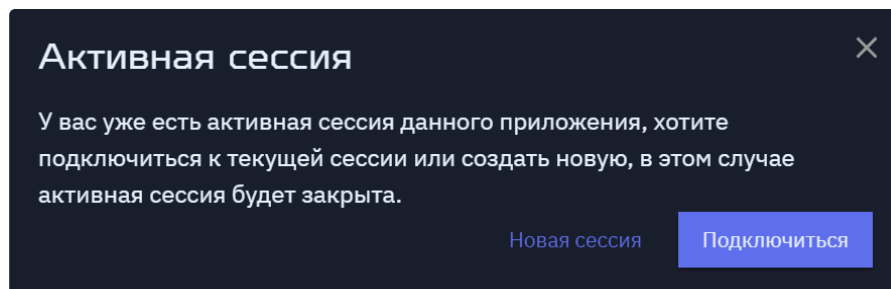 Активная сессия
У вас уже есть активная сессия данного приложения, хотите
подключиться к текущей сессии или создать новую, в этом случае
активная сессия будет закрыта.
Новая сессия
Подключиться